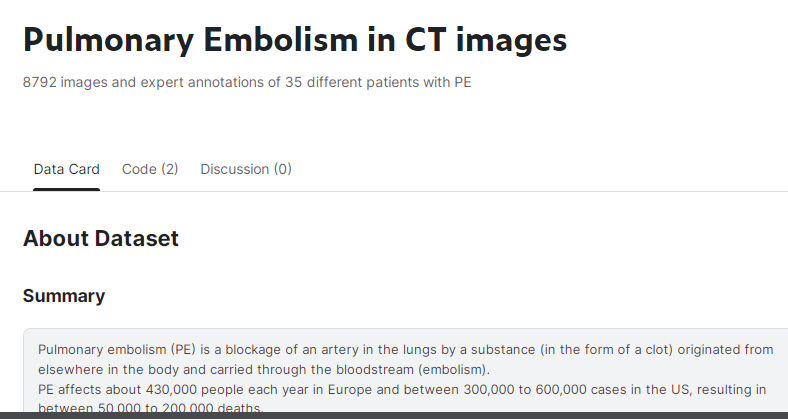 Pulmonary Embolism in CT images
8792 images and expert annotations of 35 different patients with PE
Data Card Code (2) Discussion (0)
About Dataset
Summary
Pulmonary embolism (PE) is a blockage of an artery in the lungs by a substance (in the form of a clot) originated from
elsewhere in the body and carried through the bloodstream (embolism).
PE affects about 430,000 people each year in Europe and between 300,000 to 600,000 cases in the US, resulting in
between 50,000 to 200,000 deaths.